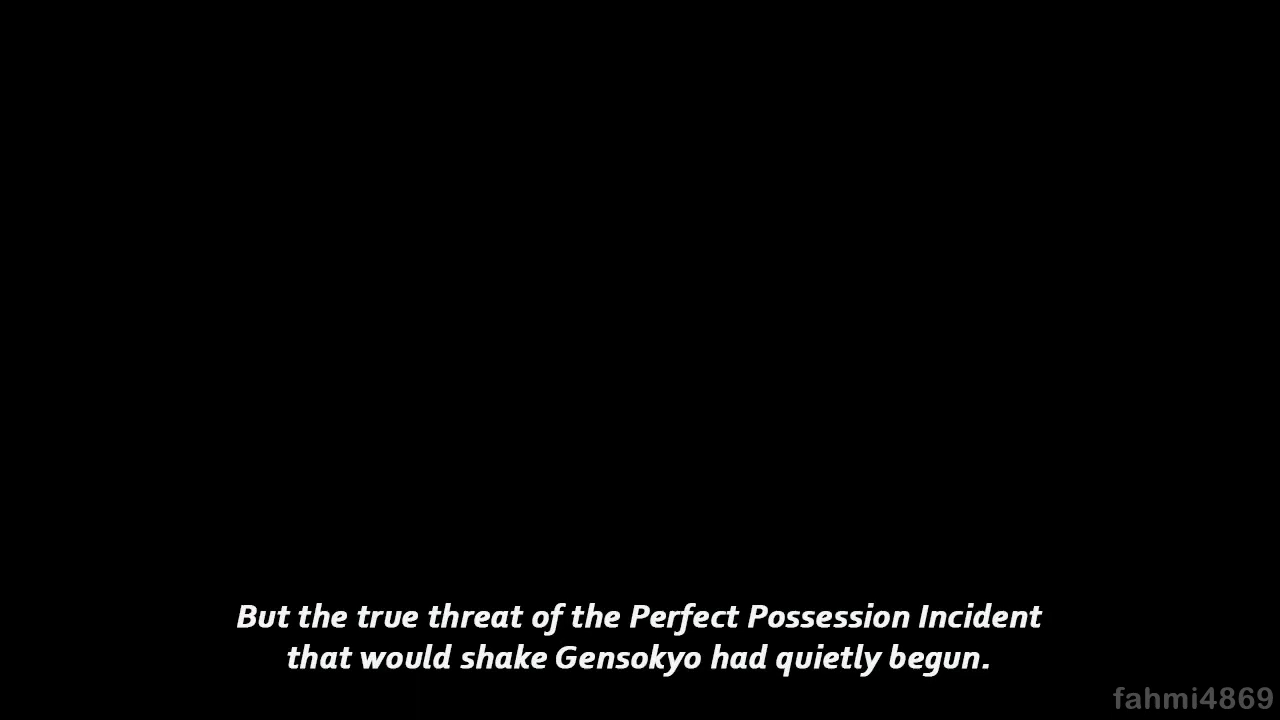 But the true threat of the Perfect Possession Incident
that would shake Gensokyo had quietly begun.
fahmi4869